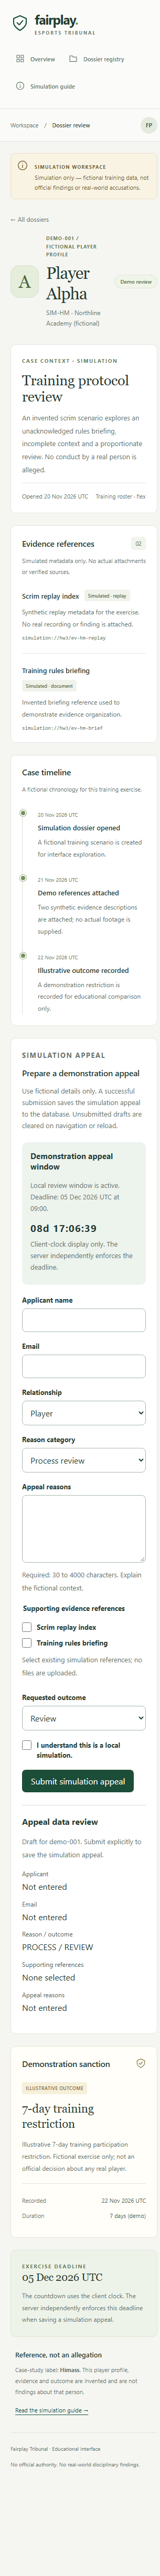 fairplay.
ESPORTS TRIBUNAL
Overview
Dossier registry
Simulation guide
Workspace / Dossier review
FP
SIMULATION WORKSPACE
Simulation only — fictional training data, not
official findings or real-world accusations.
← All dossiers
DEMO-001 /
FICTIONAL PLAYER
PROFILE
A
Player
Alpha
Demo review
SIM-HM · Northline
Academy (fictional)
CASE CONTEXT · SIMULATION
Training protocol
review
An invented scrim scenario explores an
unacknowledged rules briefing,
incomplete context and a proportionate
review. No conduct by a real person is
alleged.
Opened 20 Nov 2026 UTC
Training roster · flex
Evidence references
02
Simulated metadata only. No actual attachments
or verified sources.
Scrim replay index
Simulated · replay
Synthetic replay metadata for the exercise.
No real recording or finding is attached.
simulation://hw3/ev-hm-replay
Training rules briefing
Simulated · document
Invented briefing reference used to
demonstrate evidence organization.
simulation://hw3/ev-hm-brief
Case timeline
A fictional chronology for this training exercise.
20 Nov 2026 UTC
Simulation dossier opened
A fictional training scenario is created
for interface exploration.
21 Nov 2026 UTC
Demo references attached
Two synthetic evidence descriptions
are attached; no actual footage is
supplied.
22 Nov 2026 UTC
Illustrative outcome recorded
A demonstration restriction is
recorded for educational comparison
only.
SIMULATION APPEAL
Prepare a demonstration appeal
Use fictional details only. A successful
submission saves the simulation appeal
to the database. Unsubmitted drafts are
cleared on navigation or reload.
Demonstration appeal
window
Local review window is active.
Deadline: 05 Dec 2026 UTC at
09:00.
08d 17:06:39
Client-clock display only. The
server independently enforces the
deadline.
Applicant name
Email
Relationship
Player
Reason category
Process review
Appeal reasons
Required: 30 to 4000 characters. Explain
the fictional context.
Supporting evidence references
Scrim replay index
Training rules briefing
Select existing simulation references; no
files are uploaded.
Requested outcome
Review
I understand this is a local
simulation.
Submit simulation appeal
Appeal data review
Draft for demo-001. Submit explicitly to
save the simulation appeal.
Applicant
Not entered
Email
Not entered
Reason / outcome
PROCESS / REVIEW
Supporting references
None selected
Appeal reasons
Not entered
Demonstration sanction
ILLUSTRATIVE OUTCOME
7-day training
restriction
Illustrative 7-day training participation
restriction. Fictional exercise only; not an
official decision about any real player.
Recorded
22 Nov 2026 UTC
Duration
7 days (demo)
EXERCISE DEADLINE
05 Dec 2026 UTC
The countdown uses the client clock. The
server independently enforces this deadline
when saving a simulation appeal.
Reference, not an allegation
Case-study label: Himass. This player profile,
evidence and outcome are invented and are not
findings about that person.
Read the simulation guide →
Fairplay Tribunal · Educational interface
No official authority. No real-world disciplinary findings.